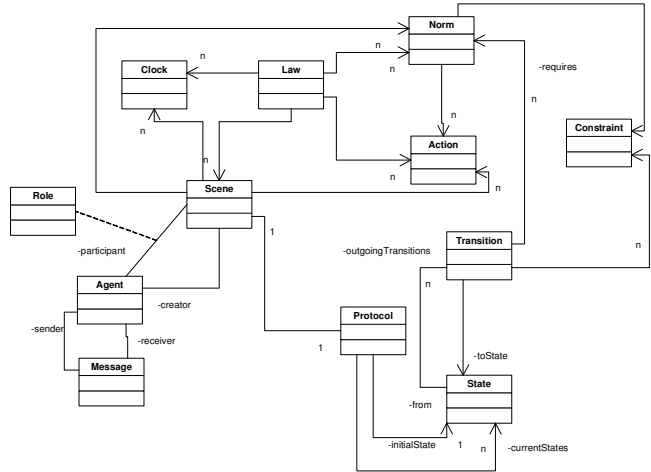 Norm
n
Clock
n
Law
n
-requires
n
n
n
Constraint
n
Action
n
Scene
n
n
Role
1
-participant
-outgoingTransitions
Transition
n
Agent
n
-creator
Protocol
-sender
-receiver
1
Message
-toState
State
-from
-initialState
1
n
-currentStates